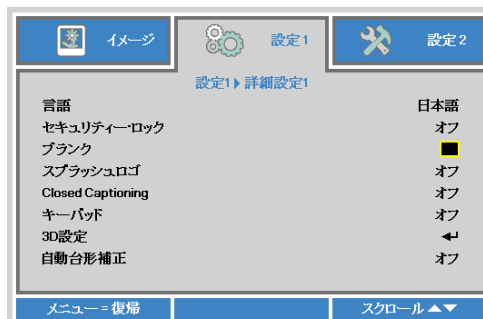 イメージ
設定1
設定2
設定1 詳細設定1
言語 日本語
セキュリティー・ロック オフ
ブランク
スプラッシュロゴ オフ
Closed Captioning オフ
キーパッド オフ
3D設定
自動台形補正 オフ
メニュー = 復帰
スクロール ▲▼